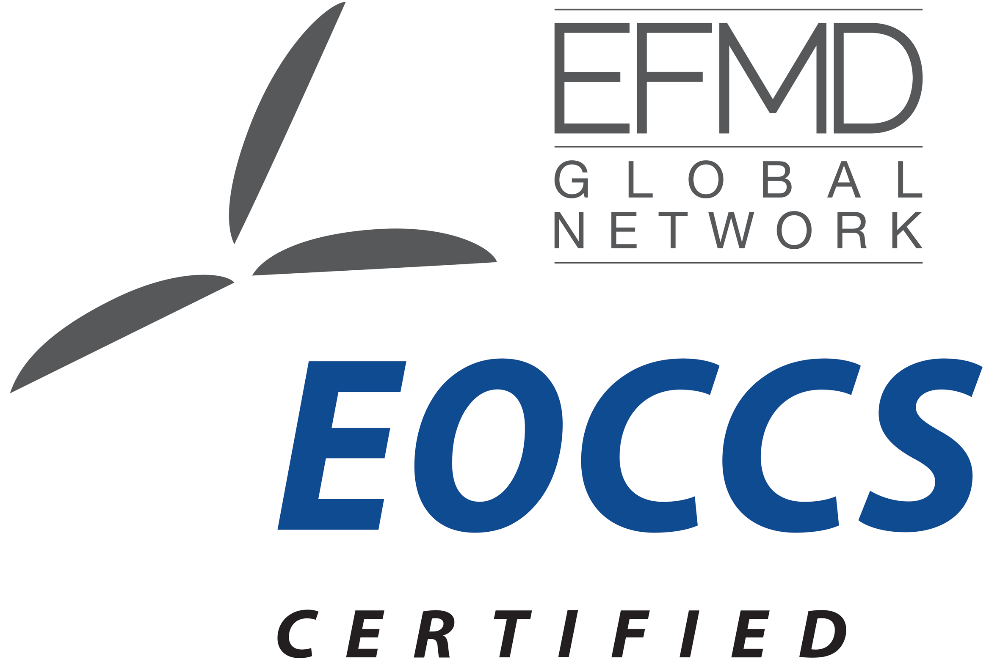 EFMD
GLOBAL
NETWORK
EOCCS
CERTIFIED